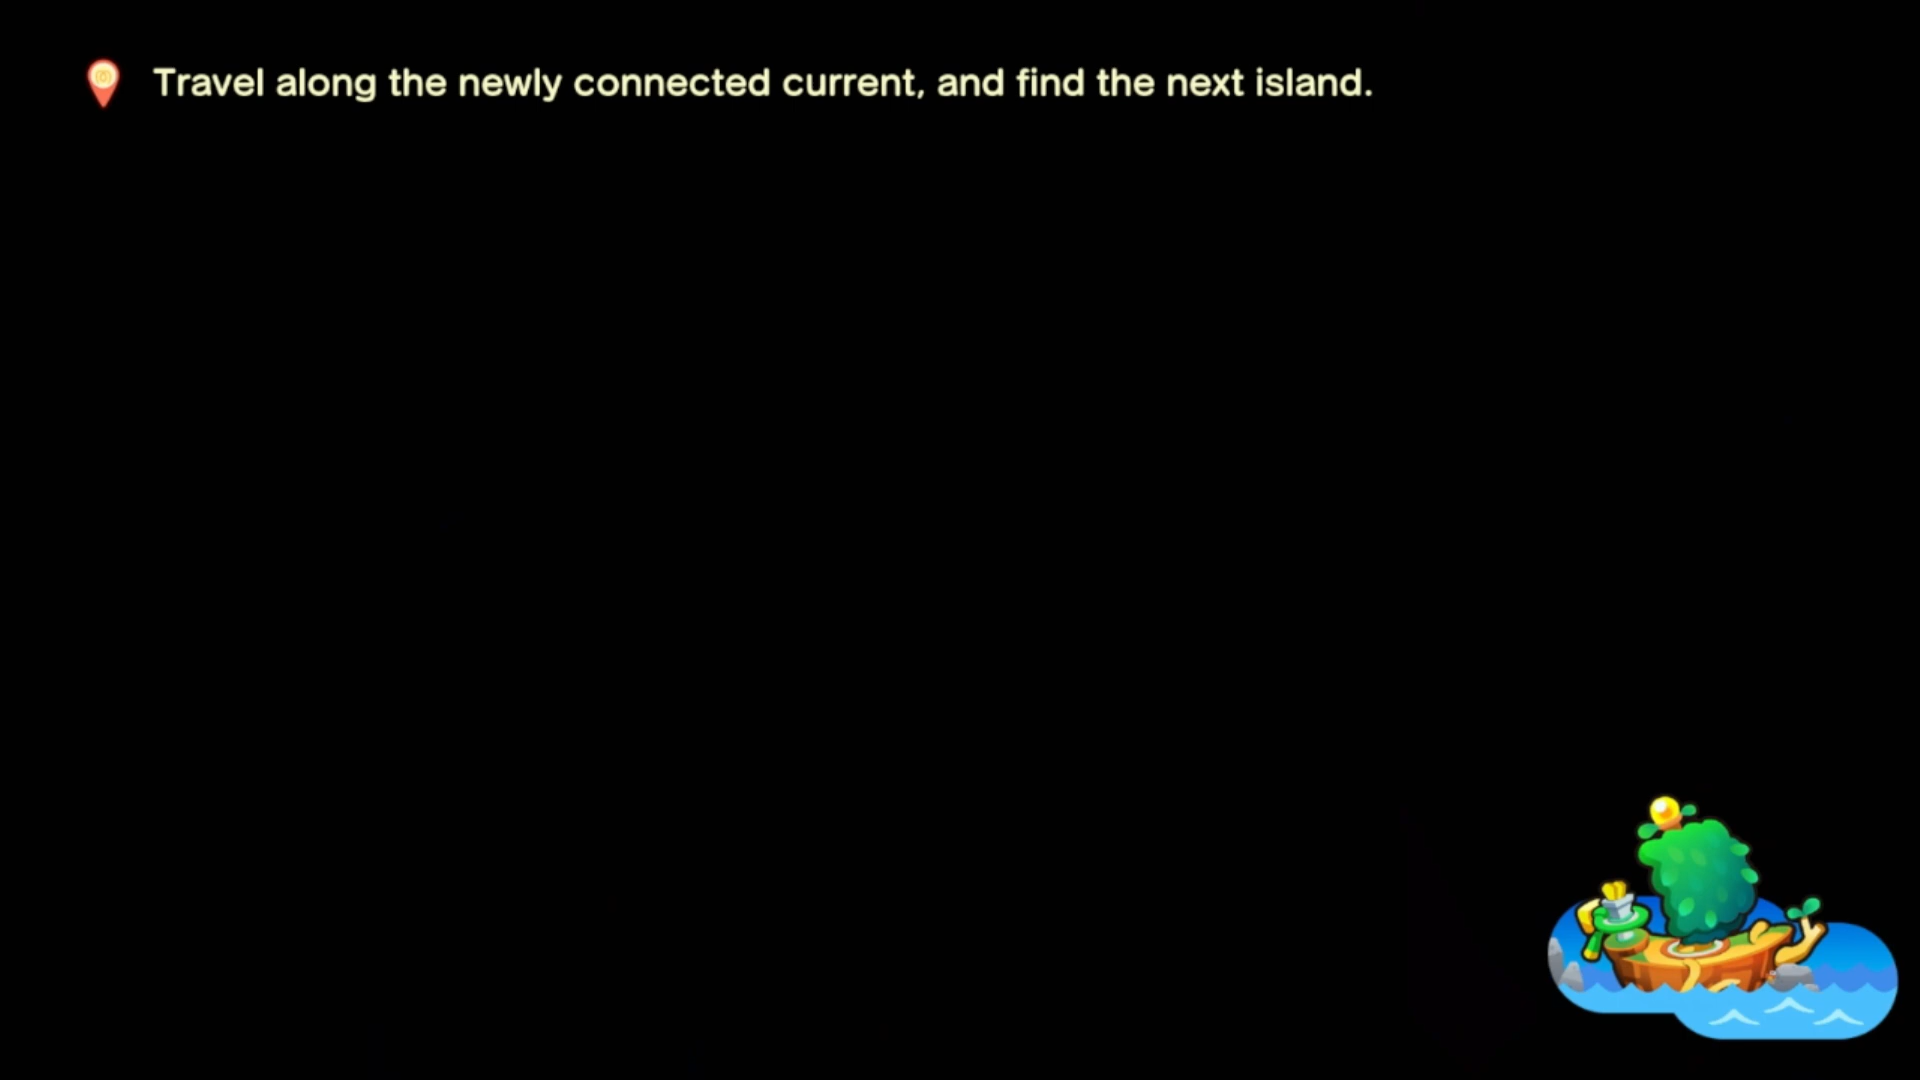 Travel along the newly connected current, and find the next island.